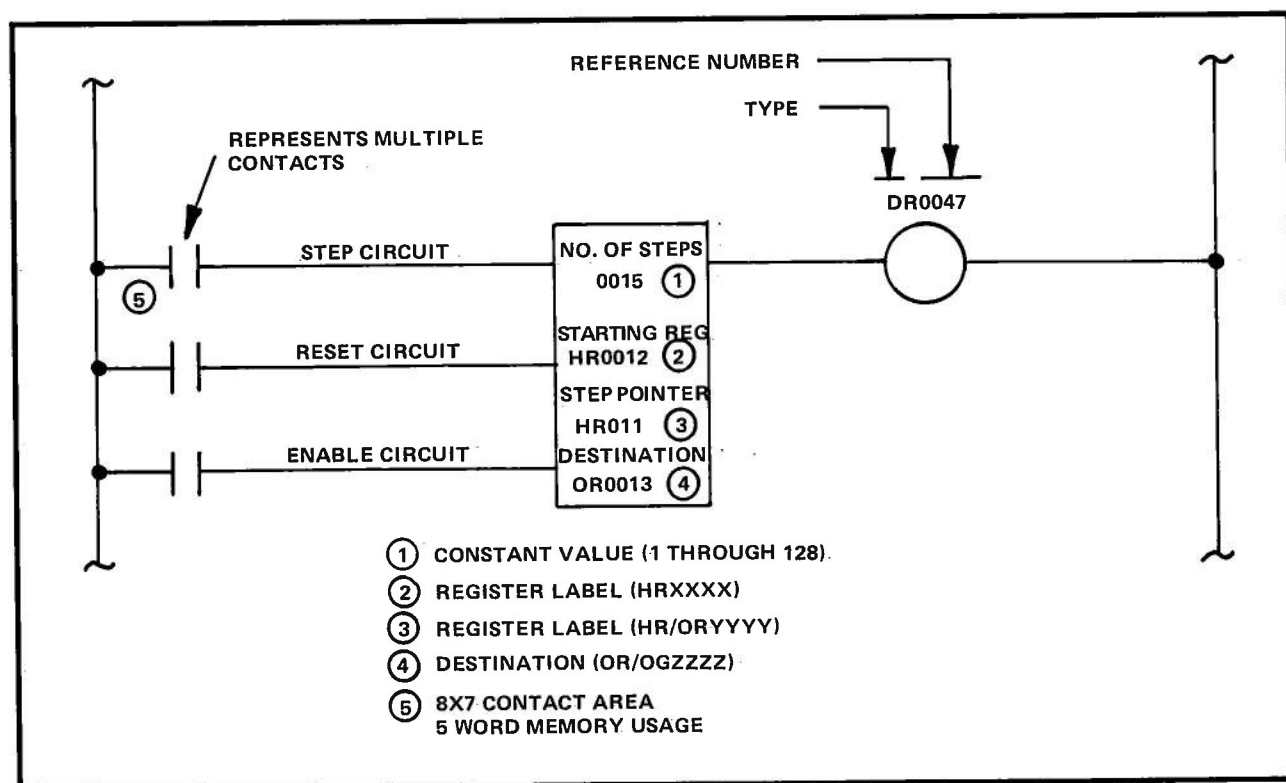 REFERENCE NUMBER
TYPE
REPRESENTS MULTIPLE
CONTACTS
DR0047
STEP CIRCUIT
NO. OF STEPS
0015 ①
⑤
STARTING REG
RESET CIRCUIT
HR0012 ②
STEP POINTER
HR011 ③
ENABLE CIRCUIT
DESTINATION
OR0013 ④
① CONSTANT VALUE (1 THROUGH 128).
② REGISTER LABEL (HRXXXX)
③ REGISTER LABEL (HR/ORYYYY)
④ DESTINATION (OR/OGZZZZ)
⑤ 8X7 CONTACT AREA
5 WORD MEMORY USAGE